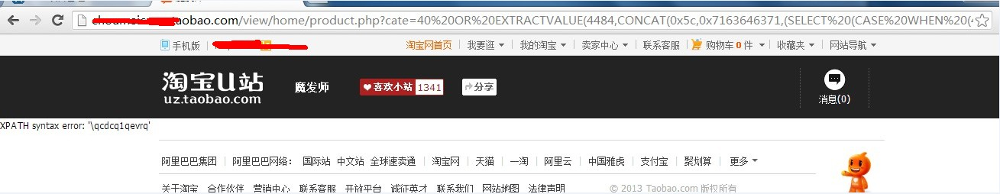 taobao.com/view/home/product.php?cate=40%20OR%20EXTRACTVALUE(4484,CONCAT(0x5c,0x7163646371,(SELECT%20(CASE%20WHEN%20(
手机版 淘宝网首页 我要逛 我的淘宝 卖家中心 联系客服 购物车 0 件 收藏夹 网站导航
淘宝U站 魔发师 喜欢小站 1341 分享
uz.taobao.com 消息(0)
XPATH syntax error: '\qcdcq1qevrq'
阿里巴巴集团 阿里巴巴网络： 国际站 中文站 全球速卖通 淘宝网 天猫 一淘 阿里云 中国雅虎 支付宝 聚划算 更多
关于淘宝 合作伙伴 营销中心 联系客服 开放平台 诚征英才 联系我们 网站地图 法律声明 © 2013 Taobao.com 版权所有